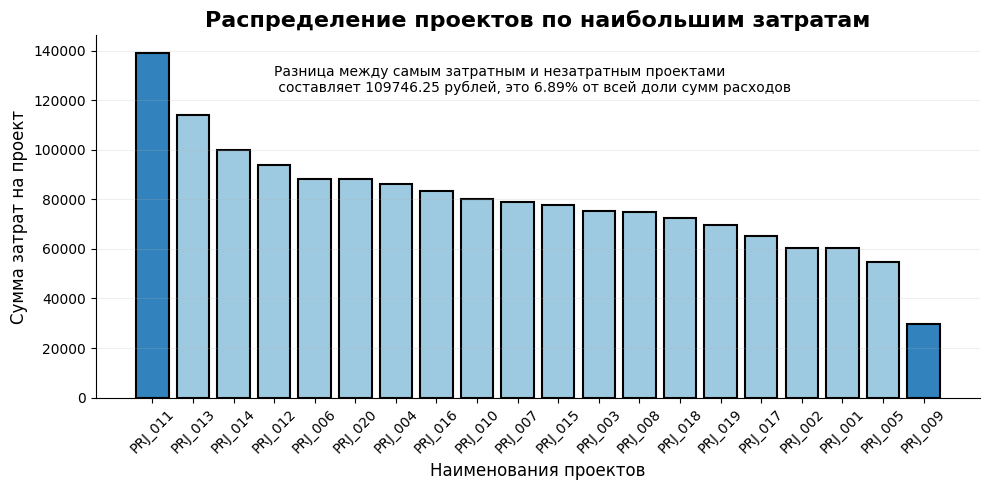 Распределение проектов по наибольшим затратам
Разница между самым затратным и незатратным проектами
составляет 109746.25 рублей, это 6.89% от всей доли сумм расходов
Сумма затрат на проект
140000
120000
100000
80000
60000
40000
20000
0
PRJ_011
PRJ_013
PRJ_014
PRJ_012
PRJ_006
PRJ_020
PRJ_004
PRJ_016
PRJ_010
PRJ_007
PRJ_015
PRJ_003
PRJ_008
PRJ_018
PRJ_019
PRJ_017
PRJ_002
PRJ_001
PRJ_005
PRJ_009
Наименования проектов